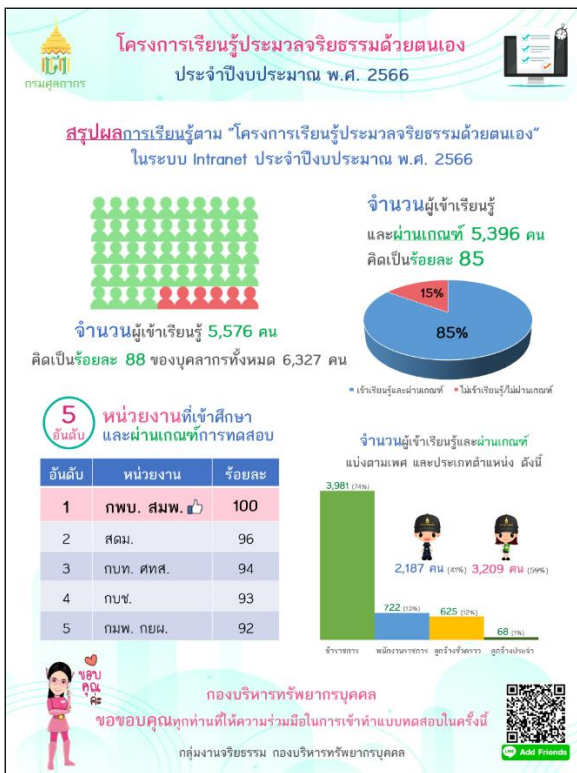 โครงการเรียนรู้ประมวลจริยธรรมด้วยตนเอง
ประจำปีงบประมาณ พ.ศ. 2566
กรมศุลกากร
สรุปผลการเรียนรู้ตาม "โครงการเรียนรู้ประมวลจริยธรรมด้วยตนเอง"
ในระบบ Intranet ประจำปีงบประมาณ พ.ศ. 2566
จำนวนผู้เข้าเรียนรู้ 5,576 คน
คิดเป็นร้อยละ 88 ของบุคลากรทั้งหมด 6,327 คน
จำนวนผู้เข้าเรียนรู้
และผ่านเกณฑ์ 5,396 คน
คิดเป็นร้อยละ 85
15%
85%
เข้าเรียนรู้และผ่านเกณฑ์ ไม่เข้าเรียนรู้/ไม่ผ่านเกณฑ์
5 อันดับ
หน่วยงานที่เข้าศึกษา
และผ่านเกณฑ์การทดสอบ
อันดับ หน่วยงาน ร้อยละ
1 กพบ. สมพ. 100
2 สดม. 96
3 กบท. ศทส. 94
4 กบช. 93
5 กมพ. กยผ. 92
จำนวนผู้เข้าเรียนรู้และผ่านเกณฑ์
แบ่งตามเพศ และประเภทตำแหน่ง ดังนี้
3,981 (74%)
2,187 คน (41%) 3,209 คน (59%)
722 (13%) 625 (12%) 68 (1%)
ข้าราชการ พนักงานราชการ ลูกจ้างชั่วคราว ลูกจ้างประจำ
ขอบ
คุณ
ค่ะ
กองบริหารทรัพยากรบุคคล
ขอขอบคุณทุกท่านที่ให้ความร่วมมือในการเข้าทำแบบทดสอบในครั้งนี้
กลุ่มงานจริยธรรม กองบริหารทรัพยากรบุคคล
LINE Add Friends